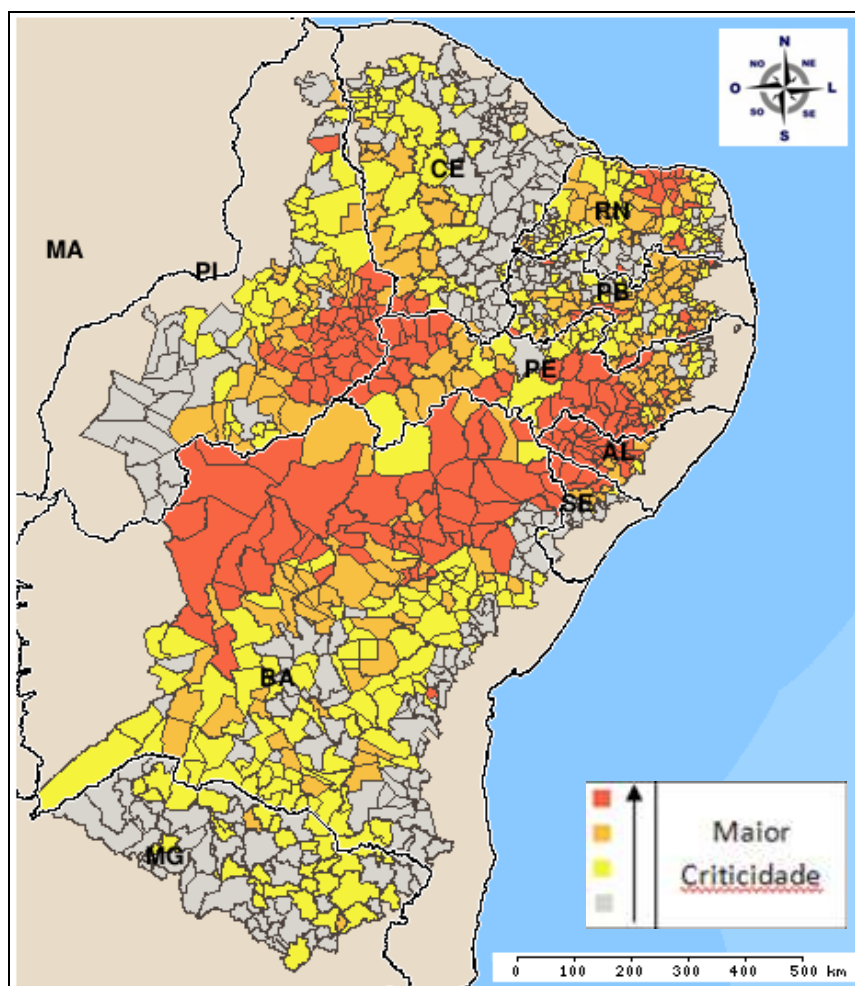 N
NO NE
O L
SO SE
S
CE
RN
MA
PI
PB
PE
AL
SE
BA
MG
Maior
Criticidade
0 100 200 300 400 500 km